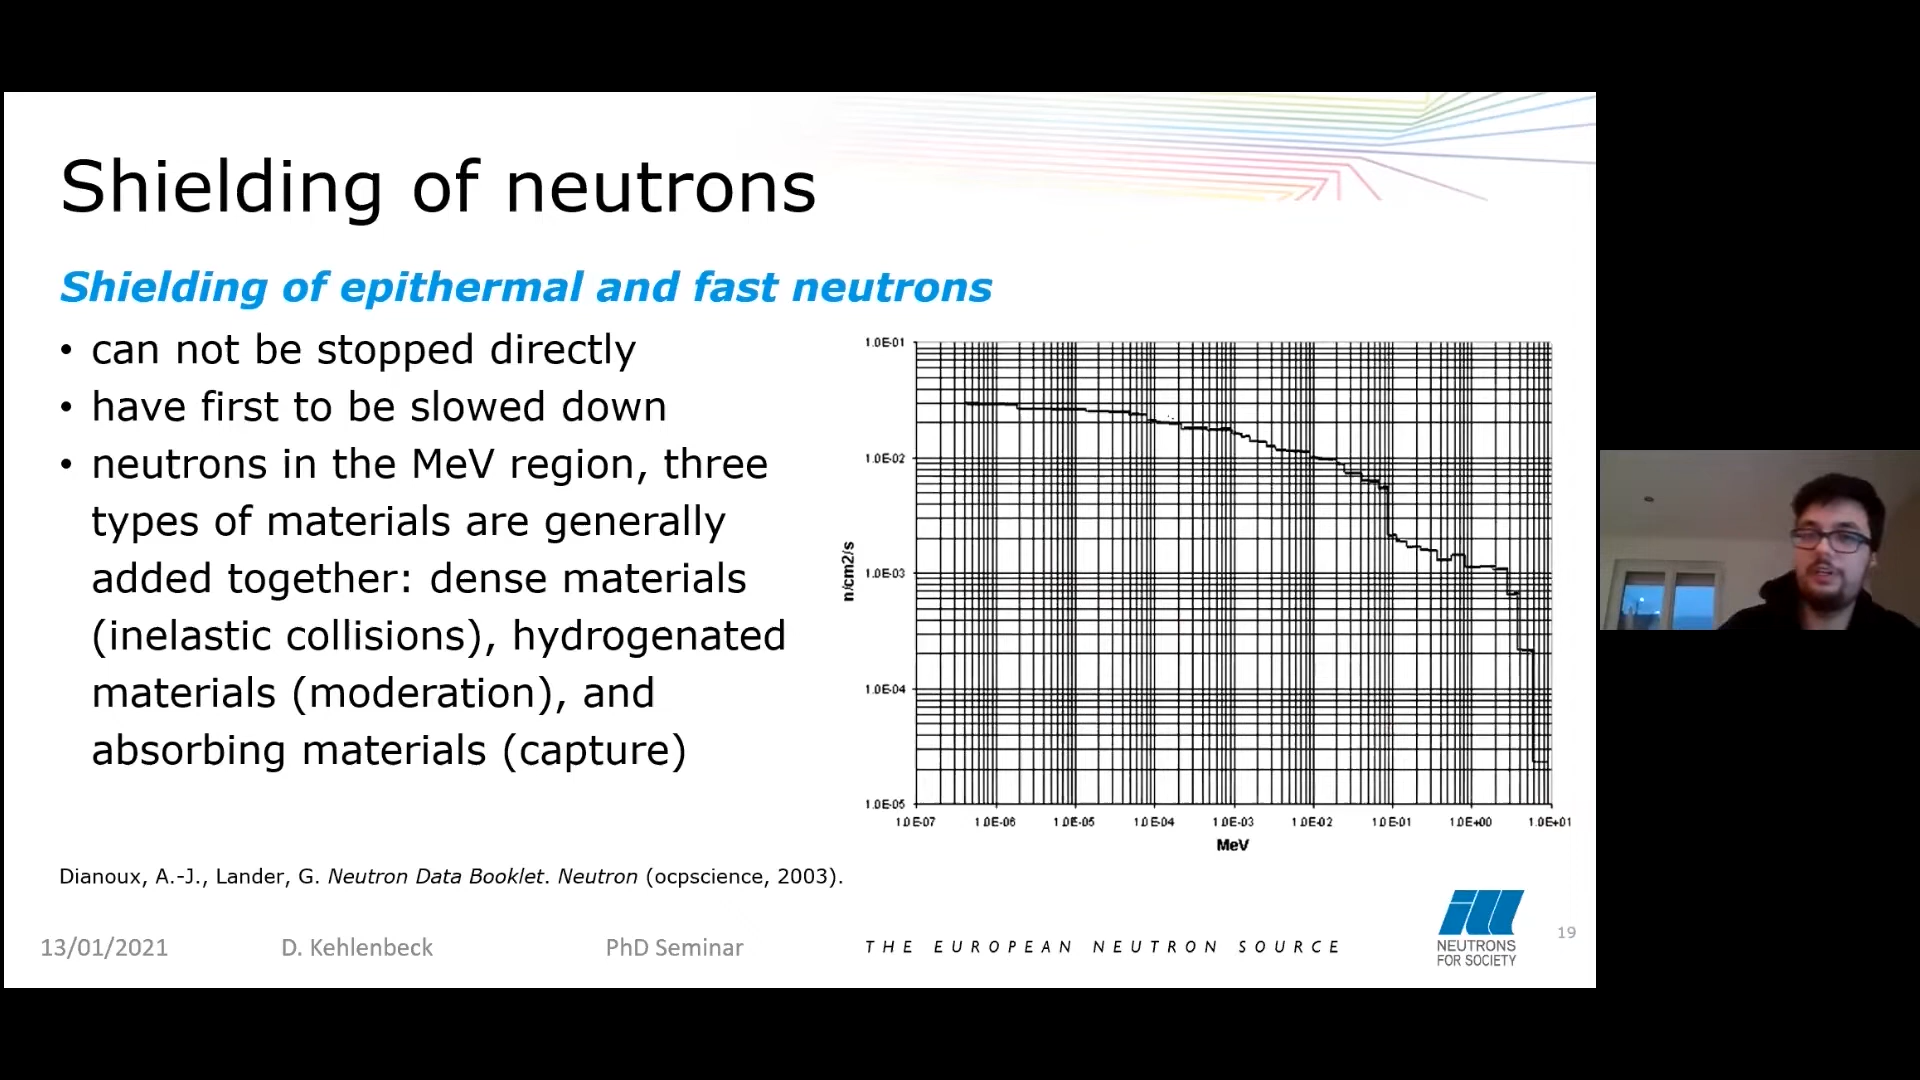 Shielding of neutrons
Shielding of epithermal and fast neutrons
• can not be stopped directly
• have first to be slowed down
• neutrons in the MeV region, three
types of materials are generally
added together: dense materials
(inelastic collisions), hydrogenated
materials (moderation), and
absorbing materials (capture)
1.0E-01
1.0E-02
1.0E-03
1.0E-04
1.0E-05
n/cm2/s
1.0E-07 1.0E-06 1.0E-05 1.0E-04 1.0E-03 1.0E-02 1.0E-01 1.0E+00 1.0E+01
MeV
Dianoux, A.-J., Lander, G. Neutron Data Booklet. Neutron (ocpscience, 2003).
13/01/2021 D. Kehlenbeck PhD Seminar THE EUROPEAN NEUTRON SOURCE
ill
NEUTRONS
FOR SOCIETY
19